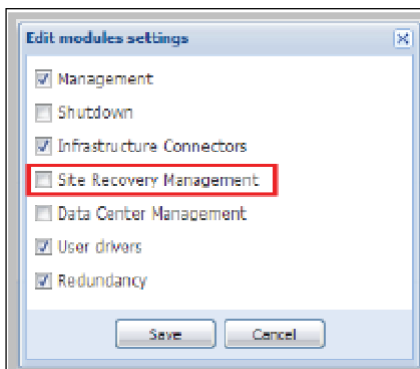 Edit modules settings
Management
Shutdown
Infrastructure Connectors
Site Recovery Management
Data Center Management
User drivers
Redundancy
Save Cancel